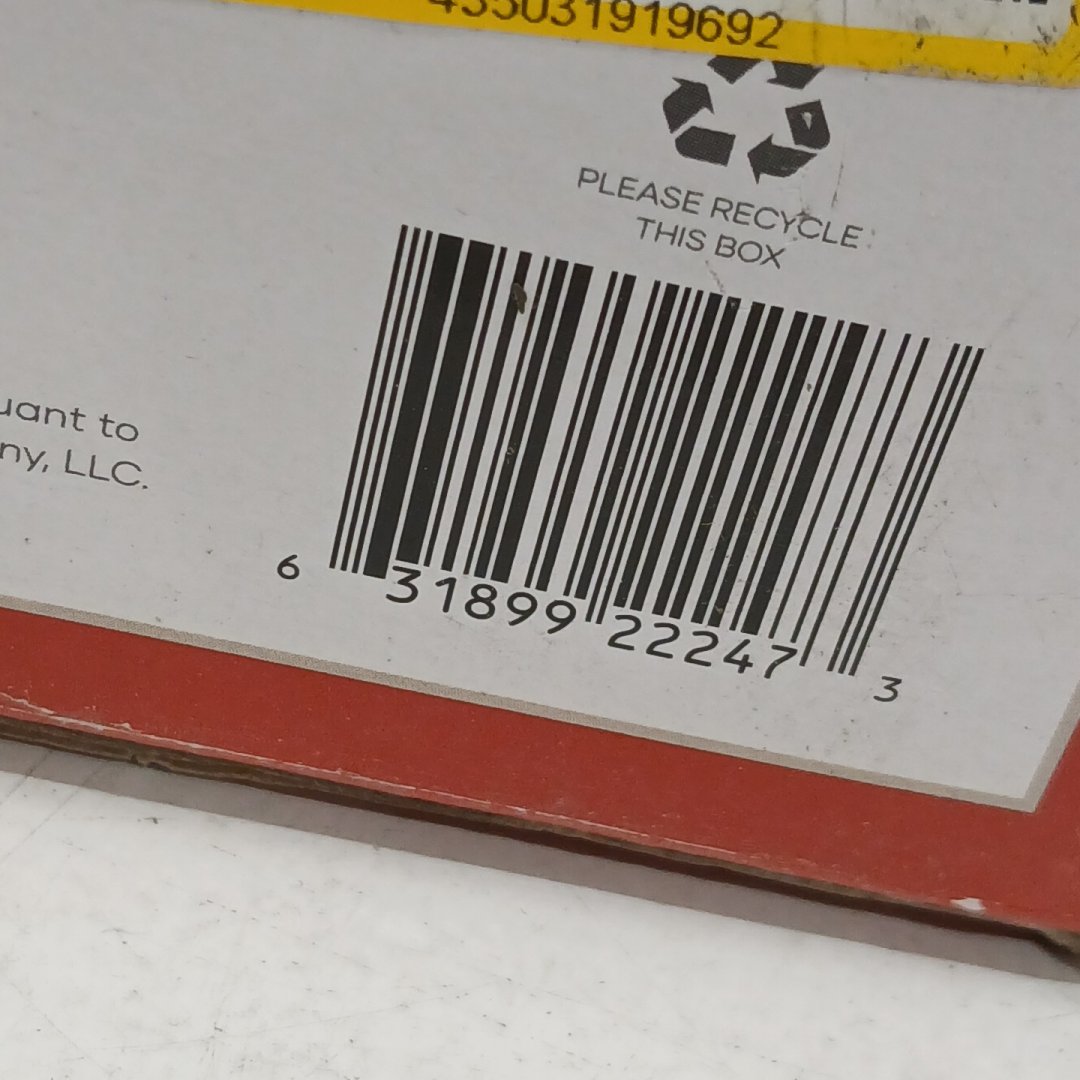 435031919692
PLEASE RECYCLE
THIS BOX
uant to
ny, LLC.
6 31899 22247 3